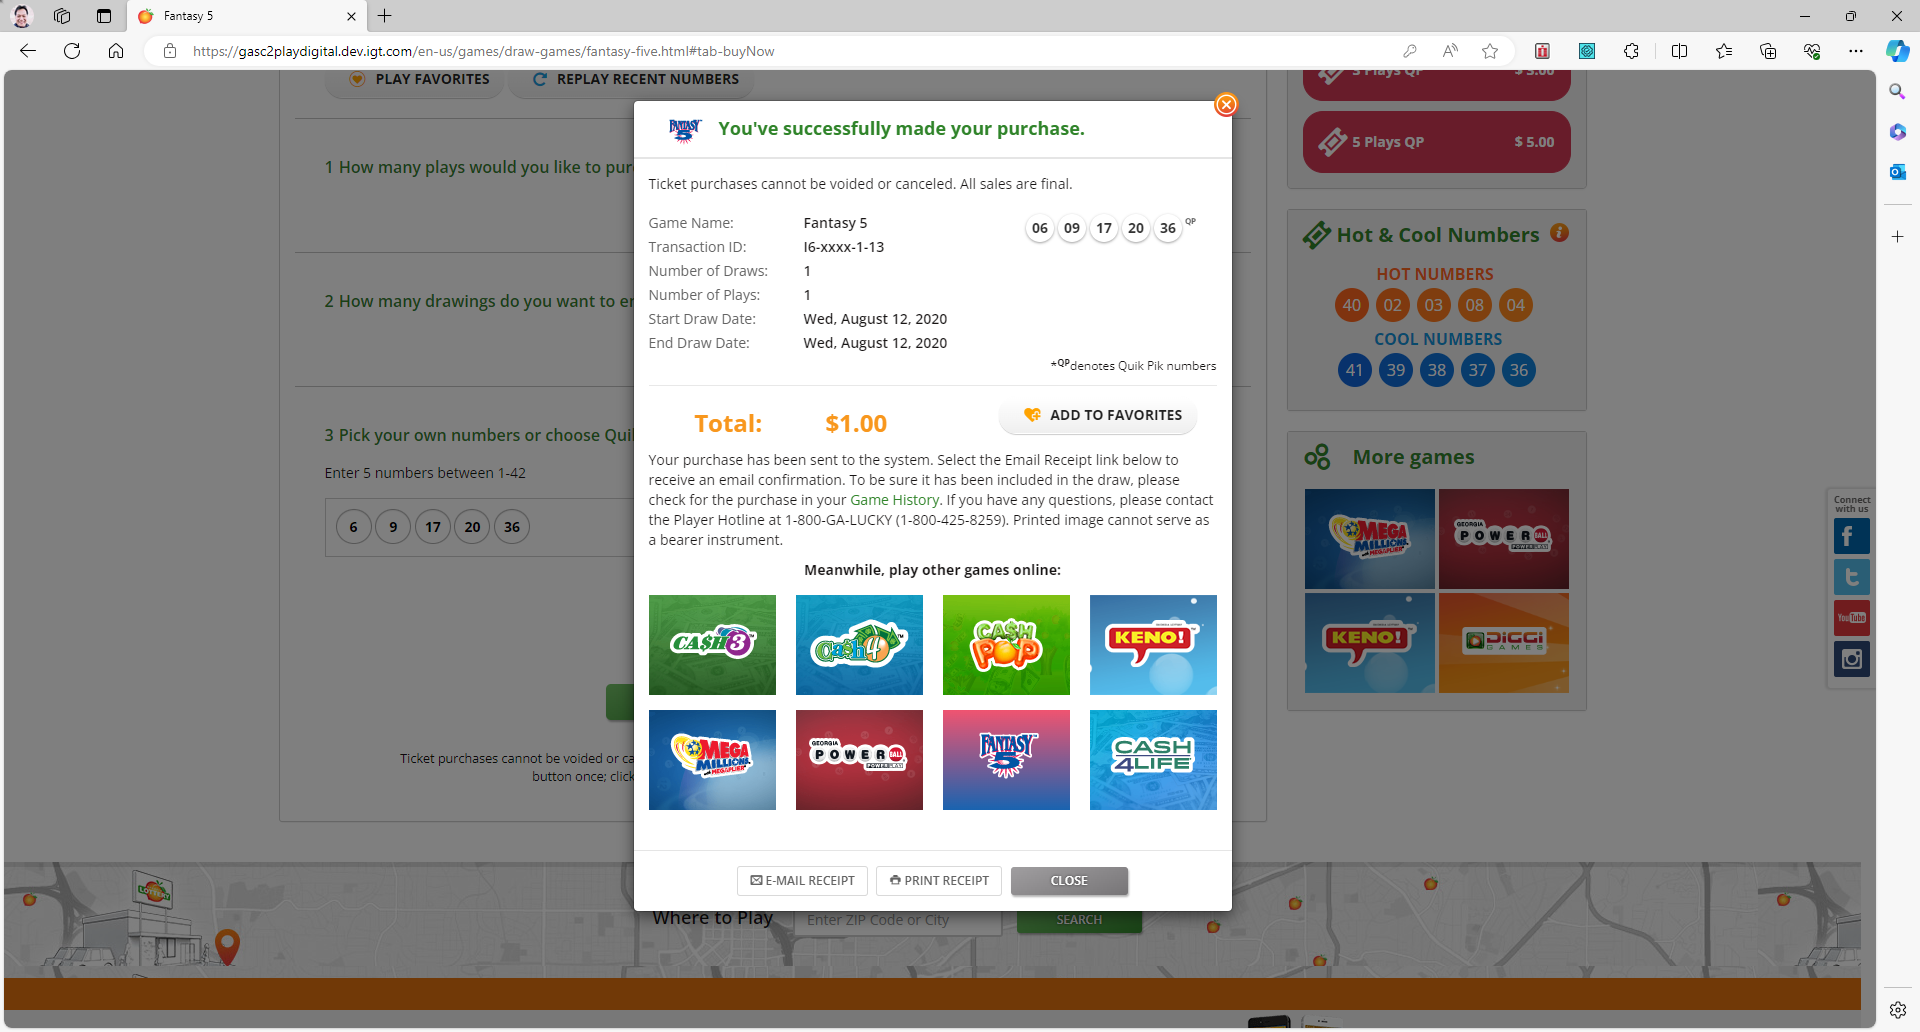 Fantasy 5
https://gasc2playdigital.dev.igt.com/en-us/games/draw-games/fantasy-five.html#tab-buyNow
PLAY FAVORITES
REPLAY RECENT NUMBERS
1 How many plays would you like to pur
2 How many drawings do you want to en
3 Pick your own numbers or choose Qui
Enter 5 numbers between 1-42
6 9 17 20 36
Ticket purchases cannot be voided or ca
button once; click
FANTASY 5
You've successfully made your purchase.
Ticket purchases cannot be voided or canceled. All sales are final.
Game Name: Fantasy 5
06 09 17 20 36 QP
Transaction ID: I6-xxxx-1-13
Number of Draws: 1
Number of Plays: 1
Start Draw Date: Wed, August 12, 2020
End Draw Date: Wed, August 12, 2020
*QPdenotes Quik Pik numbers
Total: $1.00
ADD TO FAVORITES
Your purchase has been sent to the system. Select the Email Receipt link below to
receive an email confirmation. To be sure it has been included in the draw, please
check for the purchase in your Game History. If you have any questions, please contact
the Player Hotline at 1-800-GA-LUCKY (1-800-425-8259). Printed image cannot serve as
a bearer instrument.
Meanwhile, play other games online:
CA$H 3
Cash 4
CASH POP
KENO!
MEGA MILLIONS
GEORGIA POWERBALL
POWER PLAY
FANTASY 5
CASH 4LIFE
E-MAIL RECEIPT
PRINT RECEIPT
CLOSE
3 Plays QP $ 3.00
5 Plays QP $ 5.00
Hot & Cool Numbers
HOT NUMBERS
40 02 03 08 04
COOL NUMBERS
41 39 38 37 36
More games
MEGA MILLIONS
GEORGIA POWERBALL
POWER PLAY
KENO!
DiGGi GAMES
Connect
with us
YouTube
LOTTERY
Where to Play
Enter ZIP Code or City
SEARCH